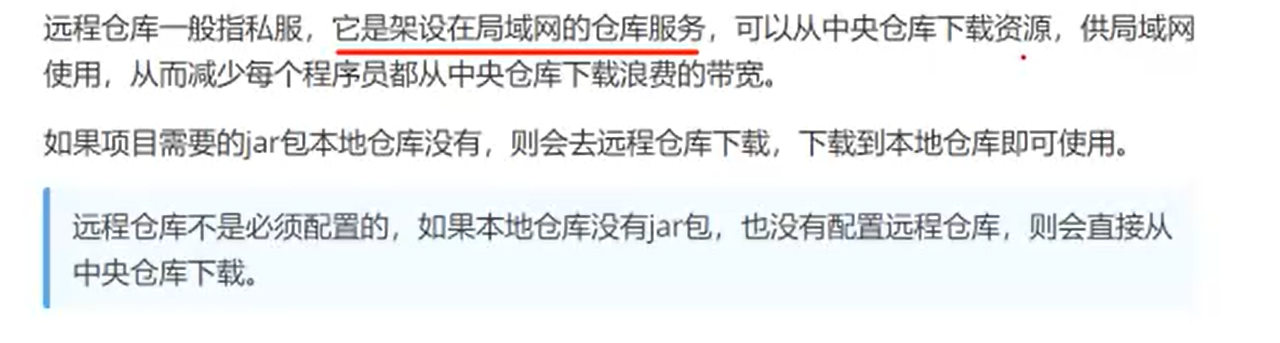 远程仓库一般指私服，它是架设在局域网的仓库服务，可以从中央仓库下载资源，供局域网
使用，从而减少每个程序员都从中央仓库下载浪费的带宽。
如果项目需要的jar包本地仓库没有，则会去远程仓库下载，下载到本地仓库即可使用。
远程仓库不是必须配置的，如果本地仓库没有jar包，也没有配置远程仓库，则会直接从
中央仓库下载。